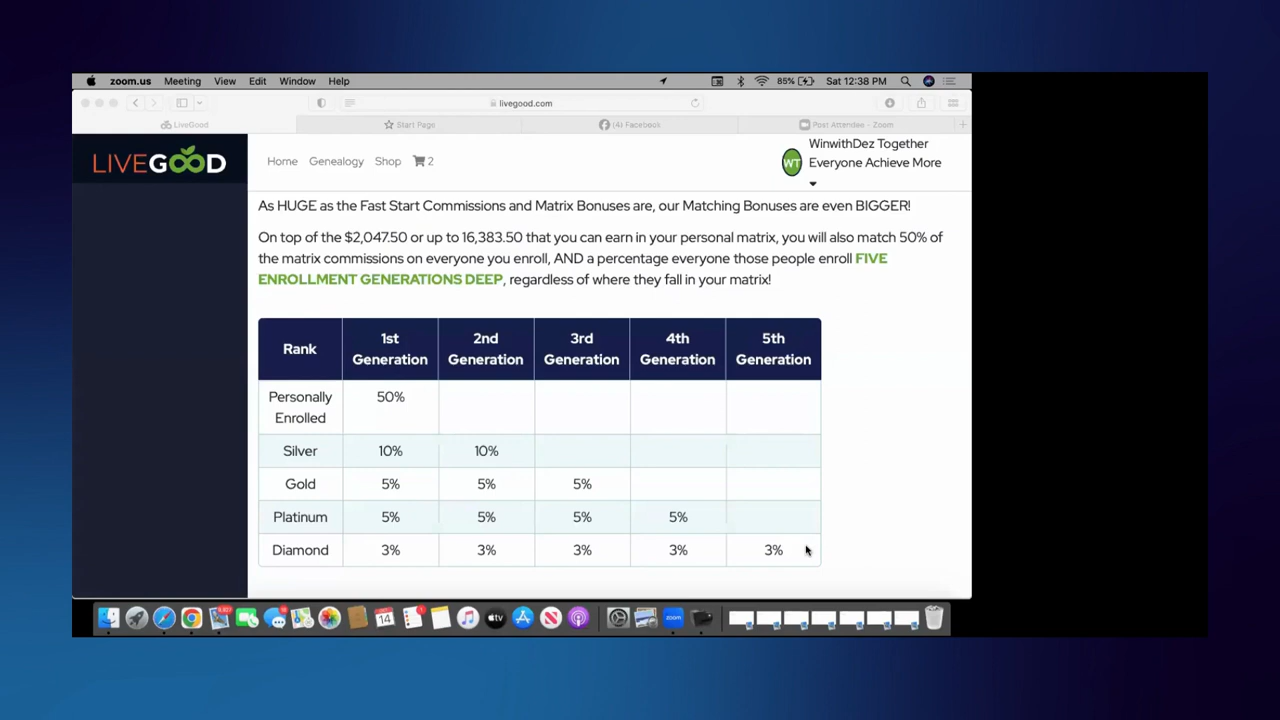 zoom.us Meeting View Edit Window Help 85% Sat 12:38 PM
livegood.com
LiveGood Start Page Facebook Post Attendee - Zoom
LIVEGOOD Home Genealogy Shop 2
WT
WinwithDez Together
Everyone Achieve More
As HUGE as the Fast Start Commissions and Matrix Bonuses are, our Matching Bonuses are even BIGGER!
On top of the $2,047.50 or up to 16,383.50 that you can earn in your personal matrix, you will also match 50% of
the matrix commissions on everyone you enroll, AND a percentage everyone those people enroll FIVE
ENROLLMENT GENERATIONS DEEP, regardless of where they fall in your matrix!
Rank 1st Generation 2nd Generation 3rd Generation 4th Generation 5th Generation
Personally Enrolled 50%
Silver 10% 10%
Gold 5% 5% 5%
Platinum 5% 5% 5% 5%
Diamond 3% 3% 3% 3% 3%
14 tv zoom